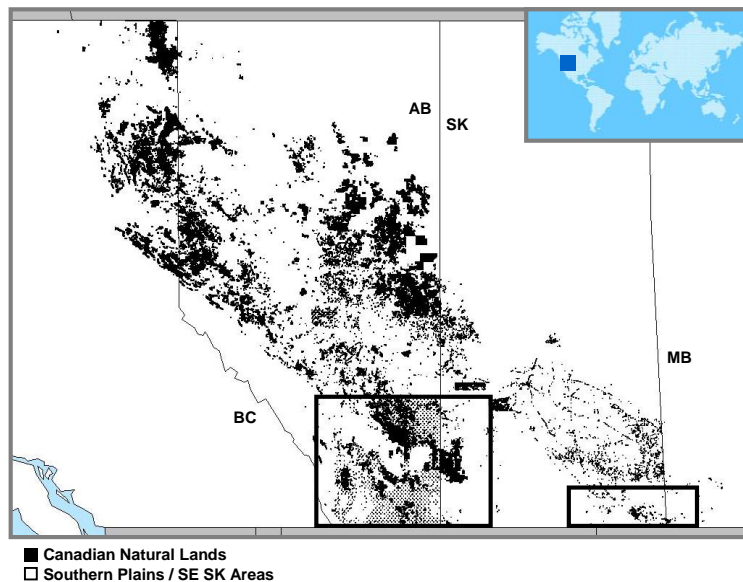 AB
SK
MB
BC
Canadian Natural Lands
Southern Plains / SE SK Areas